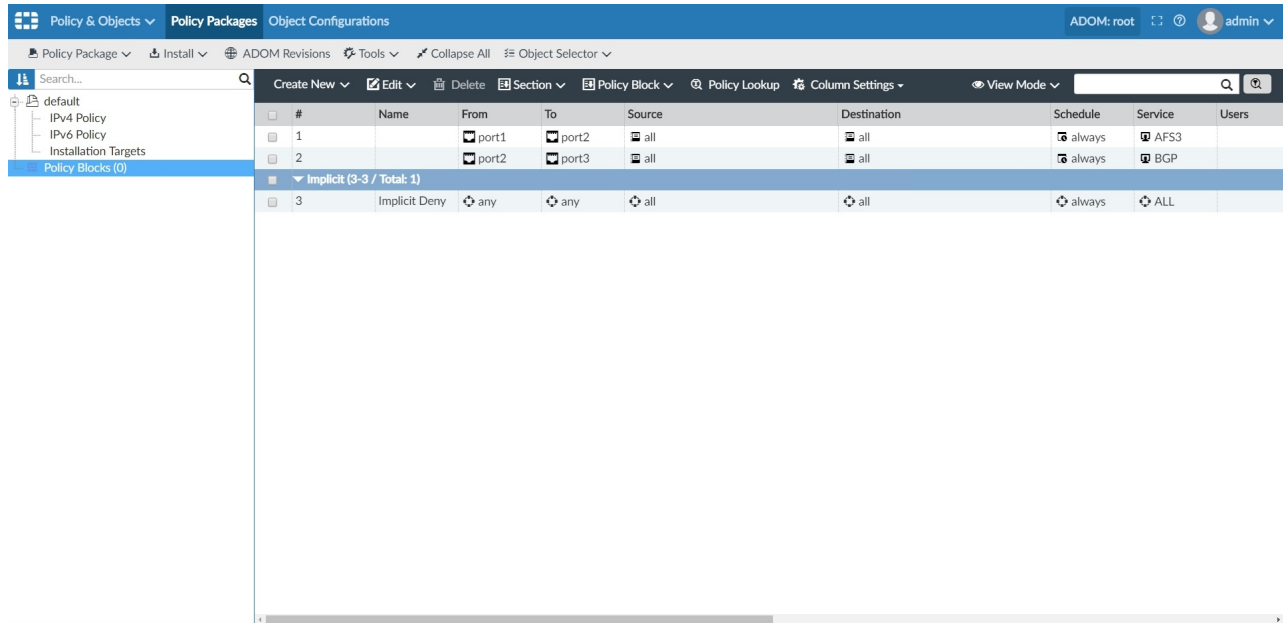 Policy & Objects Policy Packages Object Configurations ADOM: root admin
Policy Package Install ADOM Revisions Tools Collapse All Object Selector
Search...
Create New Edit Delete Section Policy Block Policy Lookup Column Settings View Mode
default
IPv4 Policy
IPv6 Policy
Installation Targets
Policy Blocks (0)
# Name From To Source Destination Schedule Service Users
1 port1 port2 all all always AFS3
2 port2 port3 all all always BGP
Implicit (3-3 / Total: 1)
3 Implicit Deny any any all all always ALL